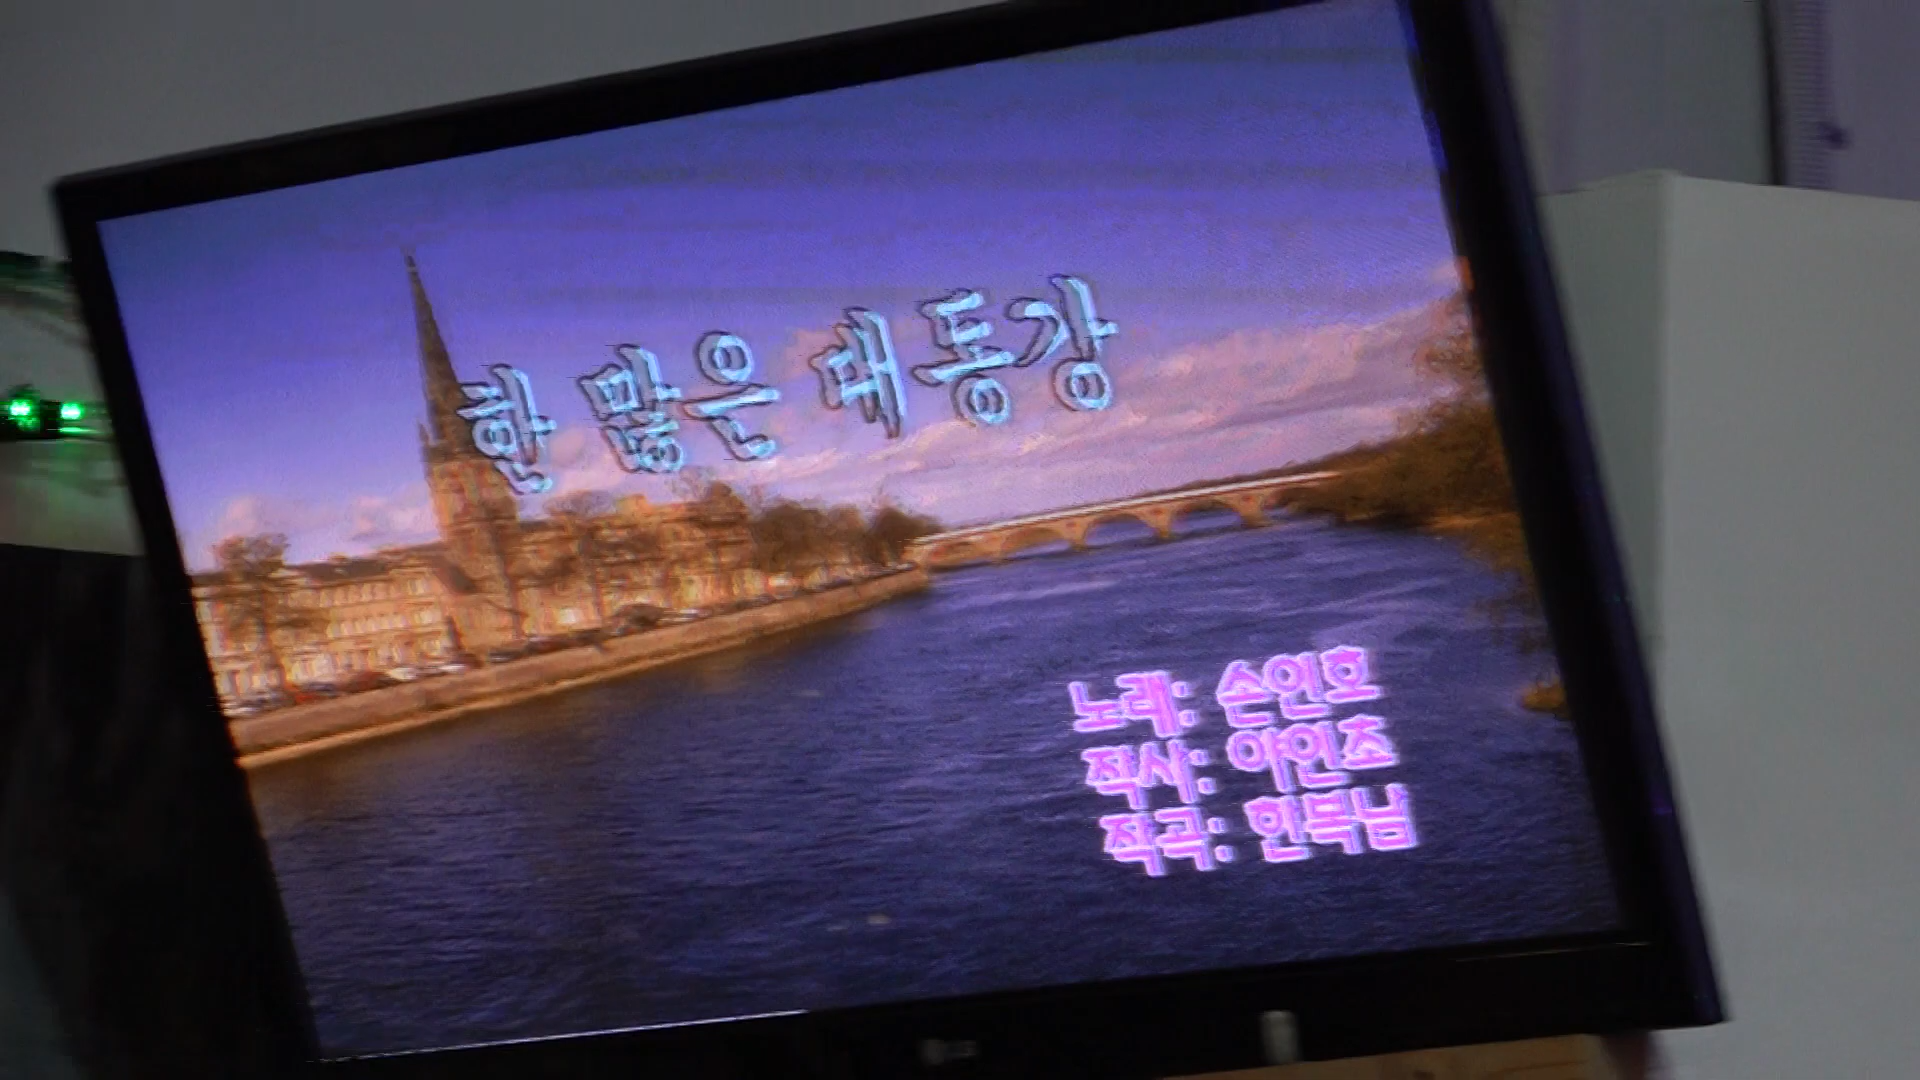 한 많은 대동강
노래: 손인호
작사: 야인초
작곡: 한복남
LG